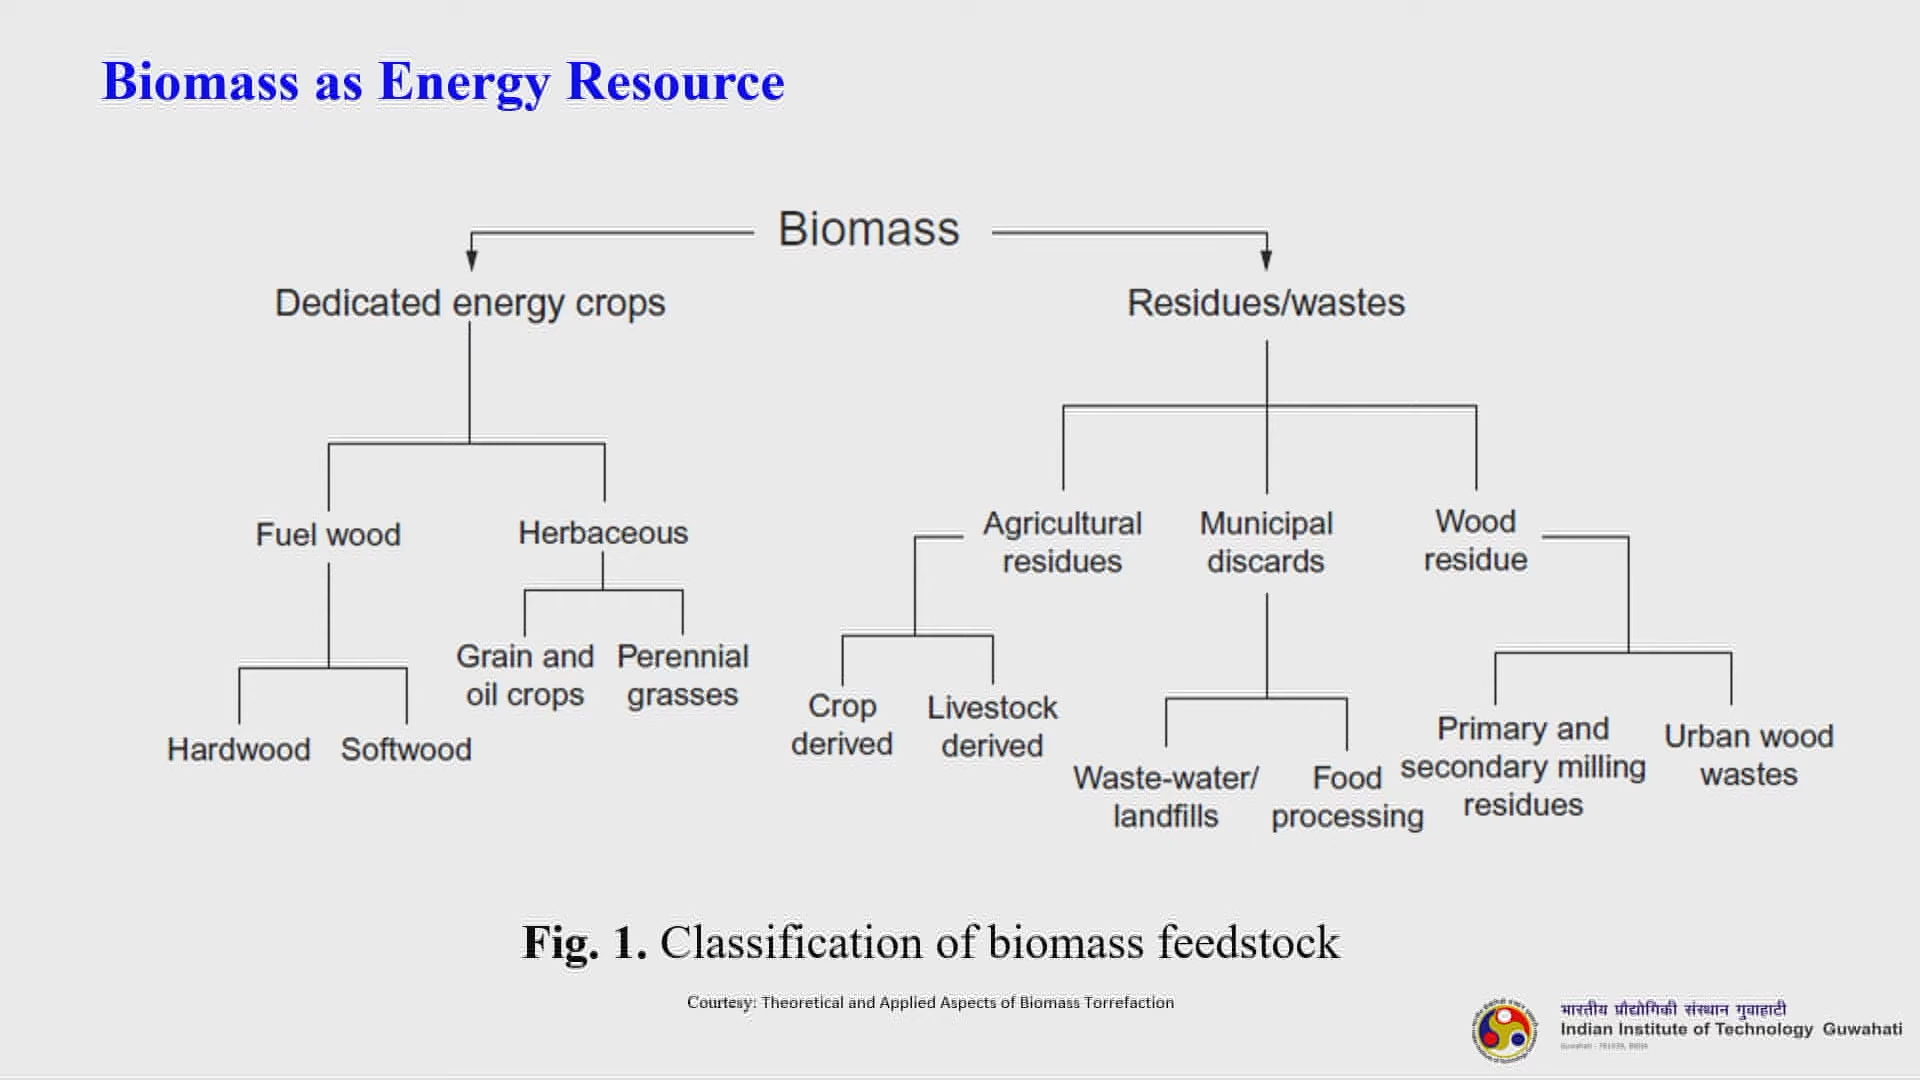 Biomass as Energy Resource
Biomass
Dedicated energy crops
Residues/wastes
Fuel wood
Herbaceous
Agricultural
residues
Municipal
discards
Wood
residue
Grain and
oil crops
Perennial
grasses
Hardwood
Softwood
Crop
derived
Livestock
derived
Waste-water/
landfills
Food
processing
Primary and
secondary milling
residues
Urban wood
wastes
Fig. 1. Classification of biomass feedstock
Courtesy: Theoretical and Applied Aspects of Biomass Torrefaction
भारतीय प्रौद्योगिकी संस्थान गुवाहाटी
Indian Institute of Technology Guwahati
Guwahati - 781039, INDIA